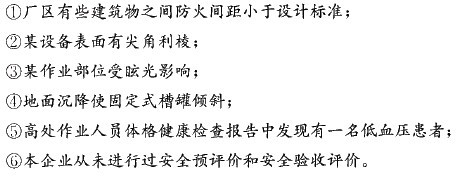 ①厂区有些建筑物之间防火间距小于设计标准；
②某设备表面有尖角利棱；
③某作业部位受眩光影响；
④地面沉降使固定式槽罐倾斜；
⑤高处作业人员体格健康检查报告中发现有一名低血压患者；
⑥本企业从未进行过安全预评价和安全验收评价。